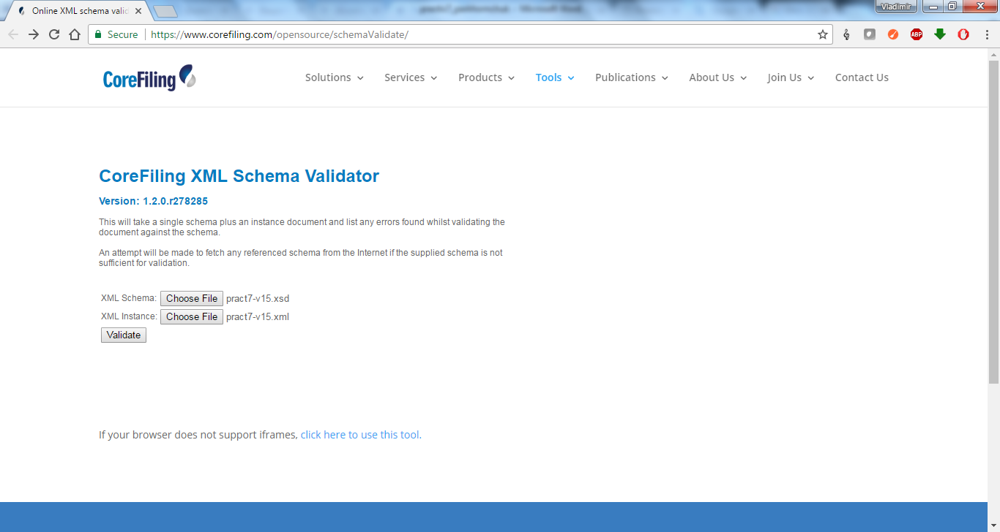 Online XML schema valid
Vladimir
Secure
https://www.corefiling.com/opensource/schemaValidate/
ABP
CoreFiling
Solutions Services Products Tools Publications About Us Join Us Contact Us
CoreFiling XML Schema Validator
Version: 1.2.0.r278285
This will take a single schema plus an instance document and list any errors found whilst validating the
document against the schema.
An attempt will be made to fetch any referenced schema from the Internet if the supplied schema is not
sufficient for validation.
XML Schema: Choose File pract7-v15.xsd
XML Instance: Choose File pract7-v15.xml
Validate
If your browser does not support iframes, click here to use this tool.